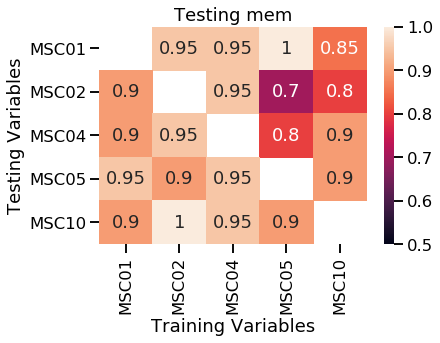 Testing mem
Testing Variables
MSC01 0.95 0.95 1 0.85
MSC02 0.9 0.95 0.7 0.8
MSC04 0.9 0.95 0.8 0.9
MSC05 0.95 0.9 0.95 0.9
MSC10 0.9 1 0.95 0.9
MSC01 MSC02 MSC04 MSC05 MSC10
Training Variables
1.0
0.9
0.8
0.7
0.6
0.5